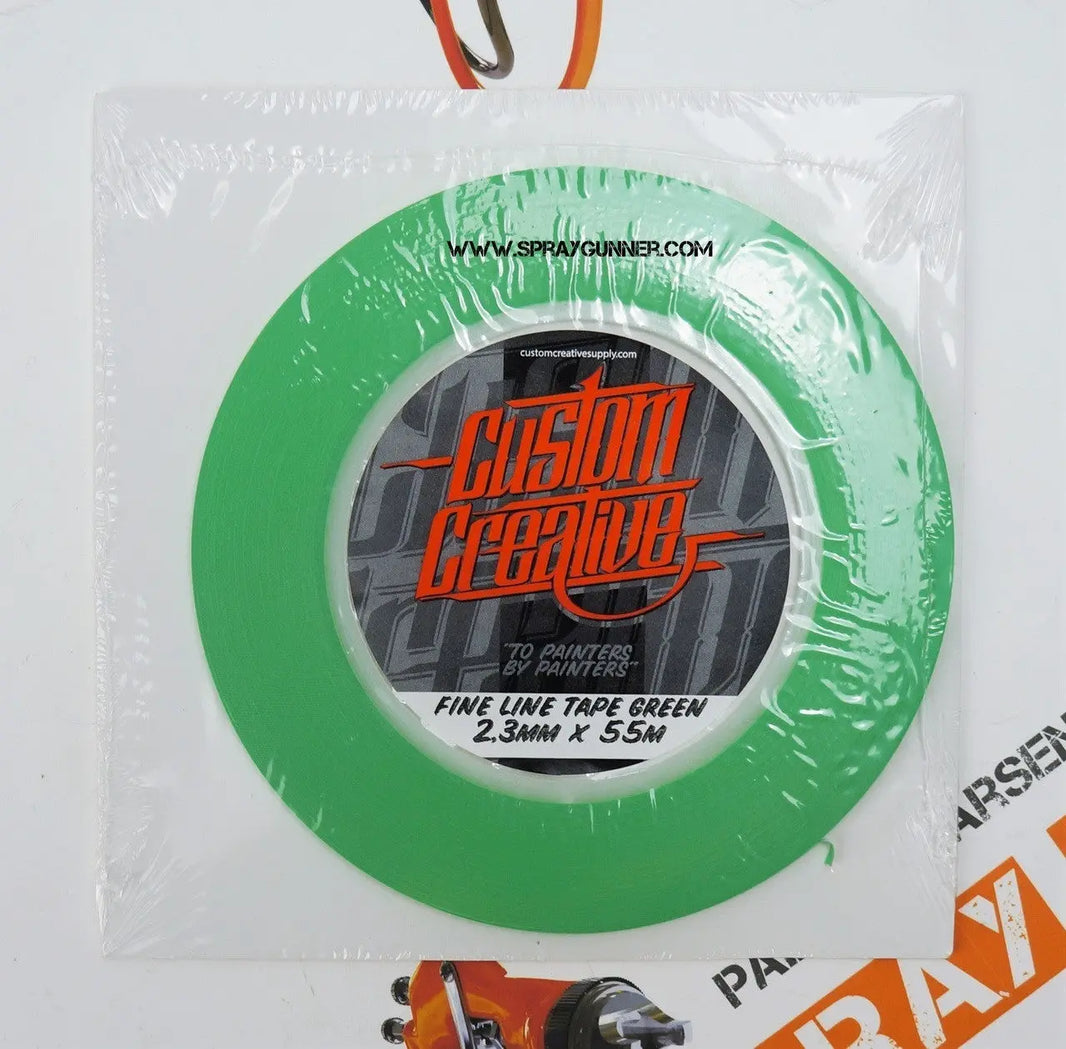 WWW.SPRAYGUNNER.COM
customcreativesupply.com
Custom
Creative
"TO PAINTERS
BY PAINTERS"
FINE LINE TAPE GREEN
2,3MM X 55M
ARSEN
PAI
RAY